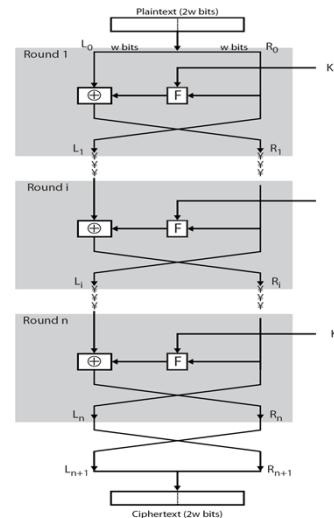 Plaintext (2w bits)
Round 1
L0 w bits w bits R0
K
⊕ F
L1 R1
¥ ¥
¥ ¥
¥ ¥
Round i
⊕ F
Li Ri
¥ ¥
¥ ¥
¥ ¥
Round n
K
⊕ F
Ln Rn
Ln+1 Rn+1
Ciphertext (2w bits)